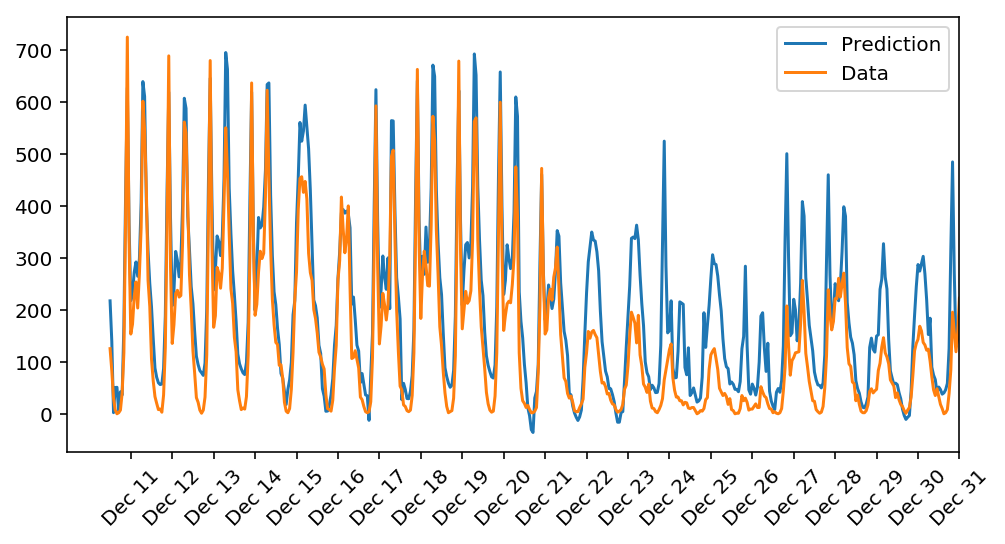 Prediction
Data
700
600
500
400
300
200
100
0
Dec 11
Dec 12
Dec 13
Dec 14
Dec 15
Dec 16
Dec 17
Dec 18
Dec 19
Dec 20
Dec 21
Dec 22
Dec 23
Dec 24
Dec 25
Dec 26
Dec 27
Dec 28
Dec 29
Dec 30
Dec 31